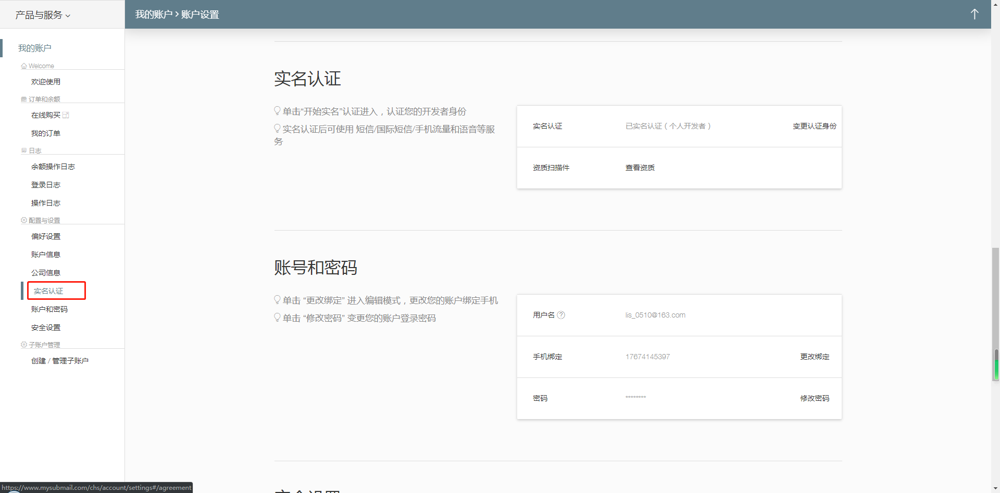 产品与服务
我的账户 > 账户设置
我的账户
Welcome
欢迎使用
订单和余额
在线购买
我的订单
日志
余额操作日志
登录日志
操作日志
配置与设置
偏好设置
账户信息
公司信息
实名认证
账户和密码
安全设置
子账户管理
创建 / 管理子账户
实名认证
单击“开始实名”认证进入，认证您的开发者身份
实名认证后可使用 短信/国际短信/手机流量和语音等服
务
实名认证 已实名认证（个人开发者） 变更认证身份
资质扫描件 查看资质
账号和密码
单击 “更改绑定” 进入编辑模式，更改您的账户绑定手机
单击 “修改密码” 变更您的账户登录密码
用户名 ? lis_0510@163.com
手机绑定 17674145397 更改绑定
密码 ******** 修改密码
安全设置
https://www.mysubmail.com/chs/account/settings#/agreement